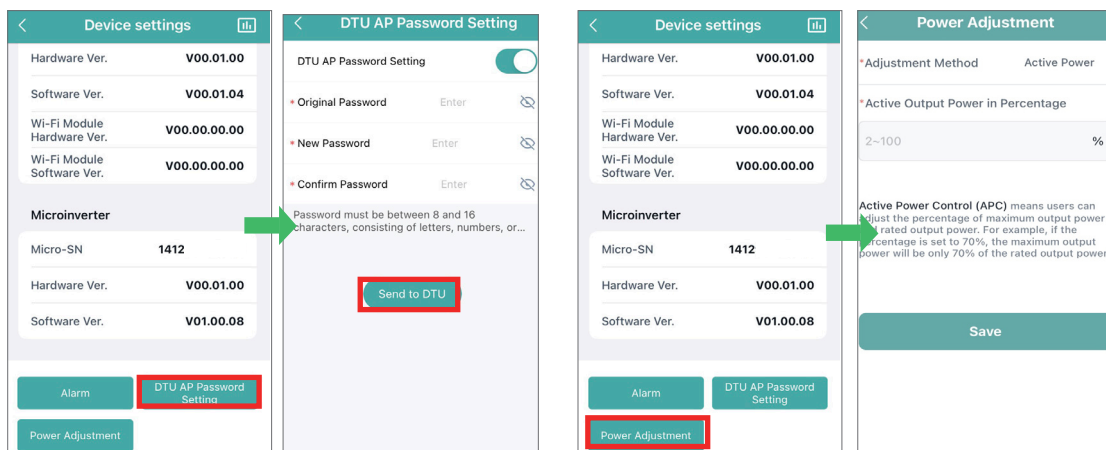 Device settings
Hardware Ver. V00.01.00
Software Ver. V00.01.04
Wi-Fi Module
Hardware Ver. V00.00.00.00
Wi-Fi Module
Software Ver. V00.00.00.00
Microinverter
Micro-SN 1412
Hardware Ver. V00.01.00
Software Ver. V01.00.08
Alarm
DTU AP Password
Setting
Power Adjustment
DTU AP Password Setting
DTU AP Password Setting
* Original Password Enter
* New Password Enter
* Confirm Password Enter
Password must be between 8 and 16
characters, consisting of letters, numbers, or...
Send to DTU
Device settings
Hardware Ver. V00.01.00
Software Ver. V00.01.04
Wi-Fi Module
Hardware Ver. V00.00.00.00
Wi-Fi Module
Software Ver. V00.00.00.00
Microinverter
Micro-SN 1412
Hardware Ver. V00.01.00
Software Ver. V01.00.08
Alarm
DTU AP Password
Setting
Power Adjustment
Power Adjustment
*Adjustment Method Active Power
*Active Output Power in Percentage
2~100 %
Active Power Control (APC) means users can
adjust the percentage of maximum output power
rated output power. For example, if the
percentage is set to 70%, the maximum output
power will be only 70% of the rated output power
Save